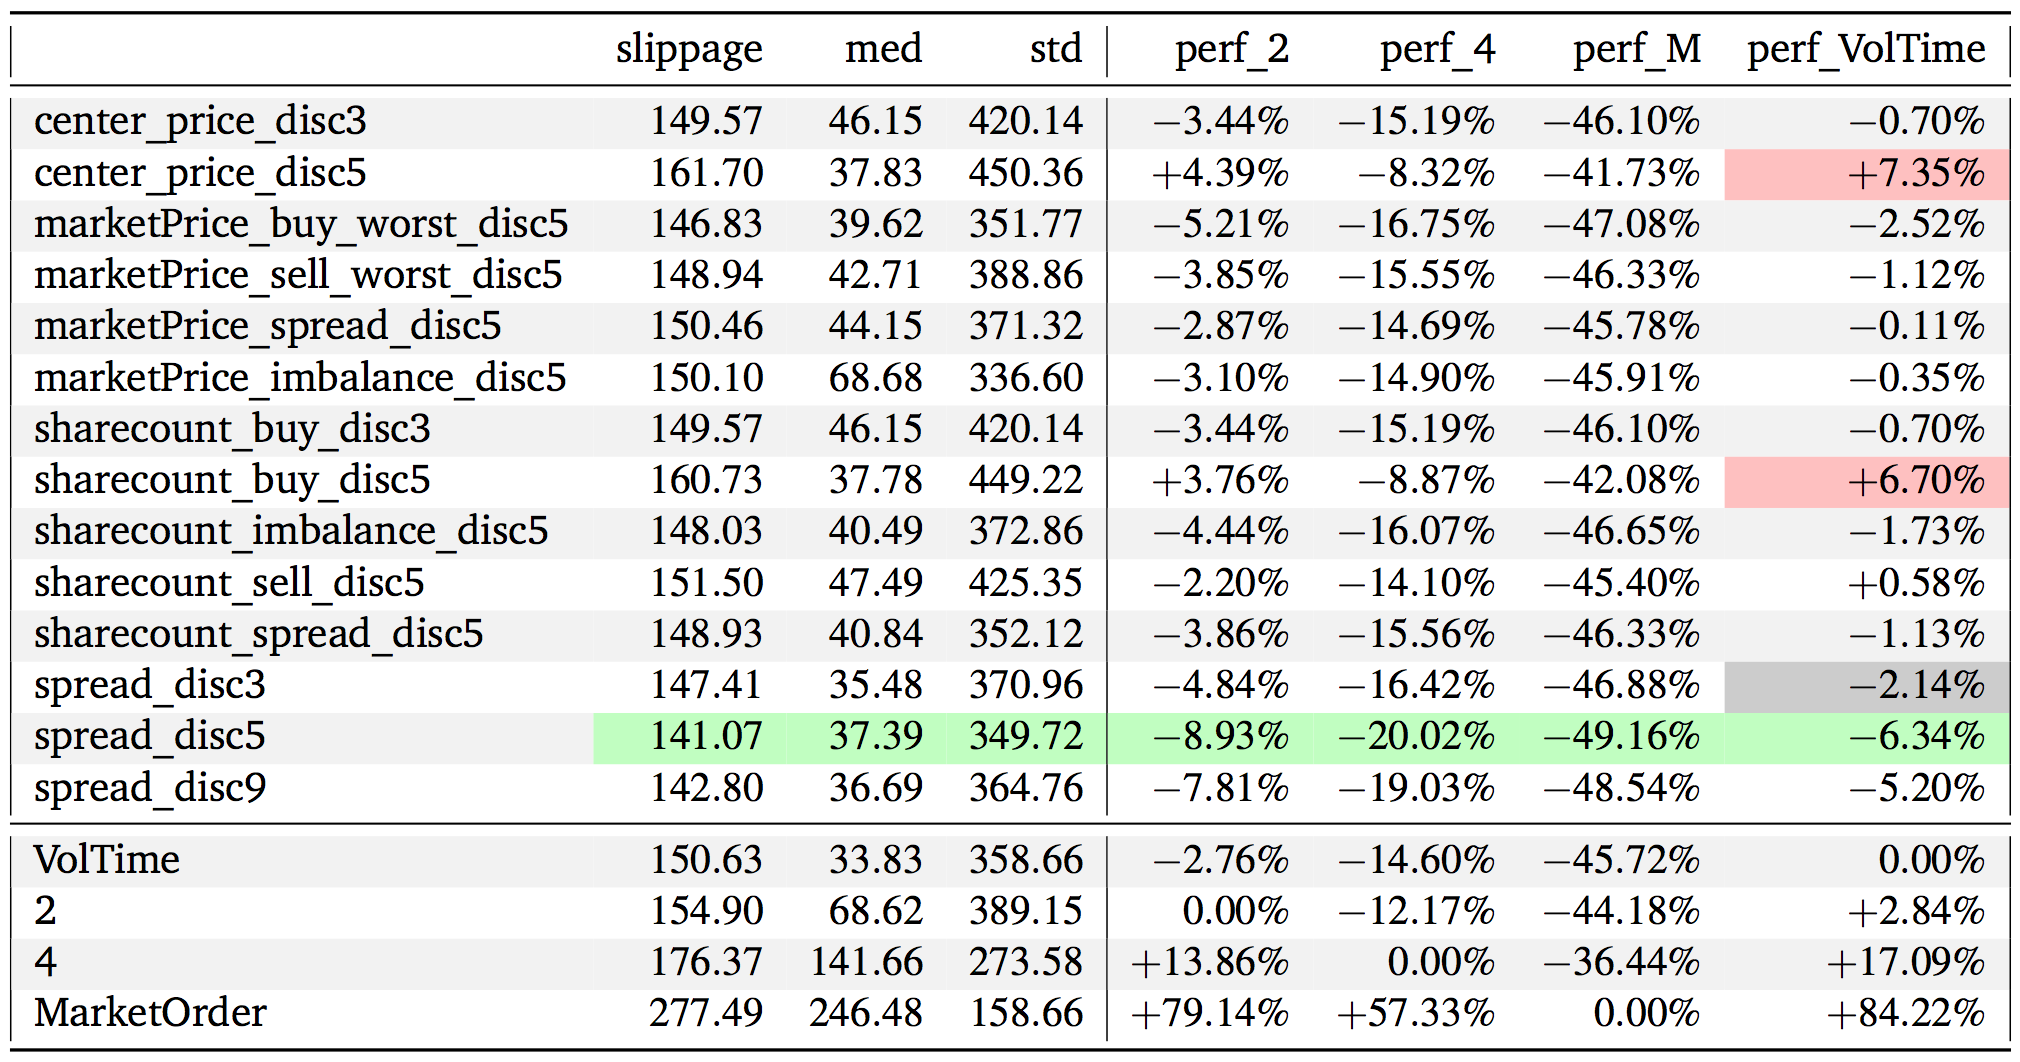 slippage med std perf_2 perf_4 perf_M perf_VolTime
center_price_disc3 149.57 46.15 420.14 −3.44% −15.19% −46.10% −0.70%
center_price_disc5 161.70 37.83 450.36 +4.39% −8.32% −41.73% +7.35%
marketPrice_buy_worst_disc5 146.83 39.62 351.77 −5.21% −16.75% −47.08% −2.52%
marketPrice_sell_worst_disc5 148.94 42.71 388.86 −3.85% −15.55% −46.33% −1.12%
marketPrice_spread_disc5 150.46 44.15 371.32 −2.87% −14.69% −45.78% −0.11%
marketPrice_imbalance_disc5 150.10 68.68 336.60 −3.10% −14.90% −45.91% −0.35%
sharecount_buy_disc3 149.57 46.15 420.14 −3.44% −15.19% −46.10% −0.70%
sharecount_buy_disc5 160.73 37.78 449.22 +3.76% −8.87% −42.08% +6.70%
sharecount_imbalance_disc5 148.03 40.49 372.86 −4.44% −16.07% −46.65% −1.73%
sharecount_sell_disc5 151.50 47.49 425.35 −2.20% −14.10% −45.40% +0.58%
sharecount_spread_disc5 148.93 40.84 352.12 −3.86% −15.56% −46.33% −1.13%
spread_disc3 147.41 35.48 370.96 −4.84% −16.42% −46.88% −2.14%
spread_disc5 141.07 37.39 349.72 −8.93% −20.02% −49.16% −6.34%
spread_disc9 142.80 36.69 364.76 −7.81% −19.03% −48.54% −5.20%
VolTime 150.63 33.83 358.66 −2.76% −14.60% −45.72% 0.00%
2 154.90 68.62 389.15 0.00% −12.17% −44.18% +2.84%
4 176.37 141.66 273.58 +13.86% 0.00% −36.44% +17.09%
MarketOrder 277.49 246.48 158.66 +79.14% +57.33% 0.00% +84.22%